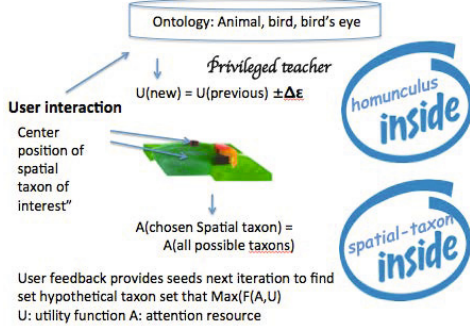 Ontology: Animal, bird, bird's eye
Privileged teacher
U(new) = U(previous) ±Δε
User interaction
Center
position of
spatial
taxon of
interest"
A(chosen Spatial taxon) =
A(all possible taxons)
User feedback provides seeds next iteration to find
set hypothetical taxon set that Max(F(A,U)
U: utility function A: attention resource
homunculus
inside
spatial-taxon
inside